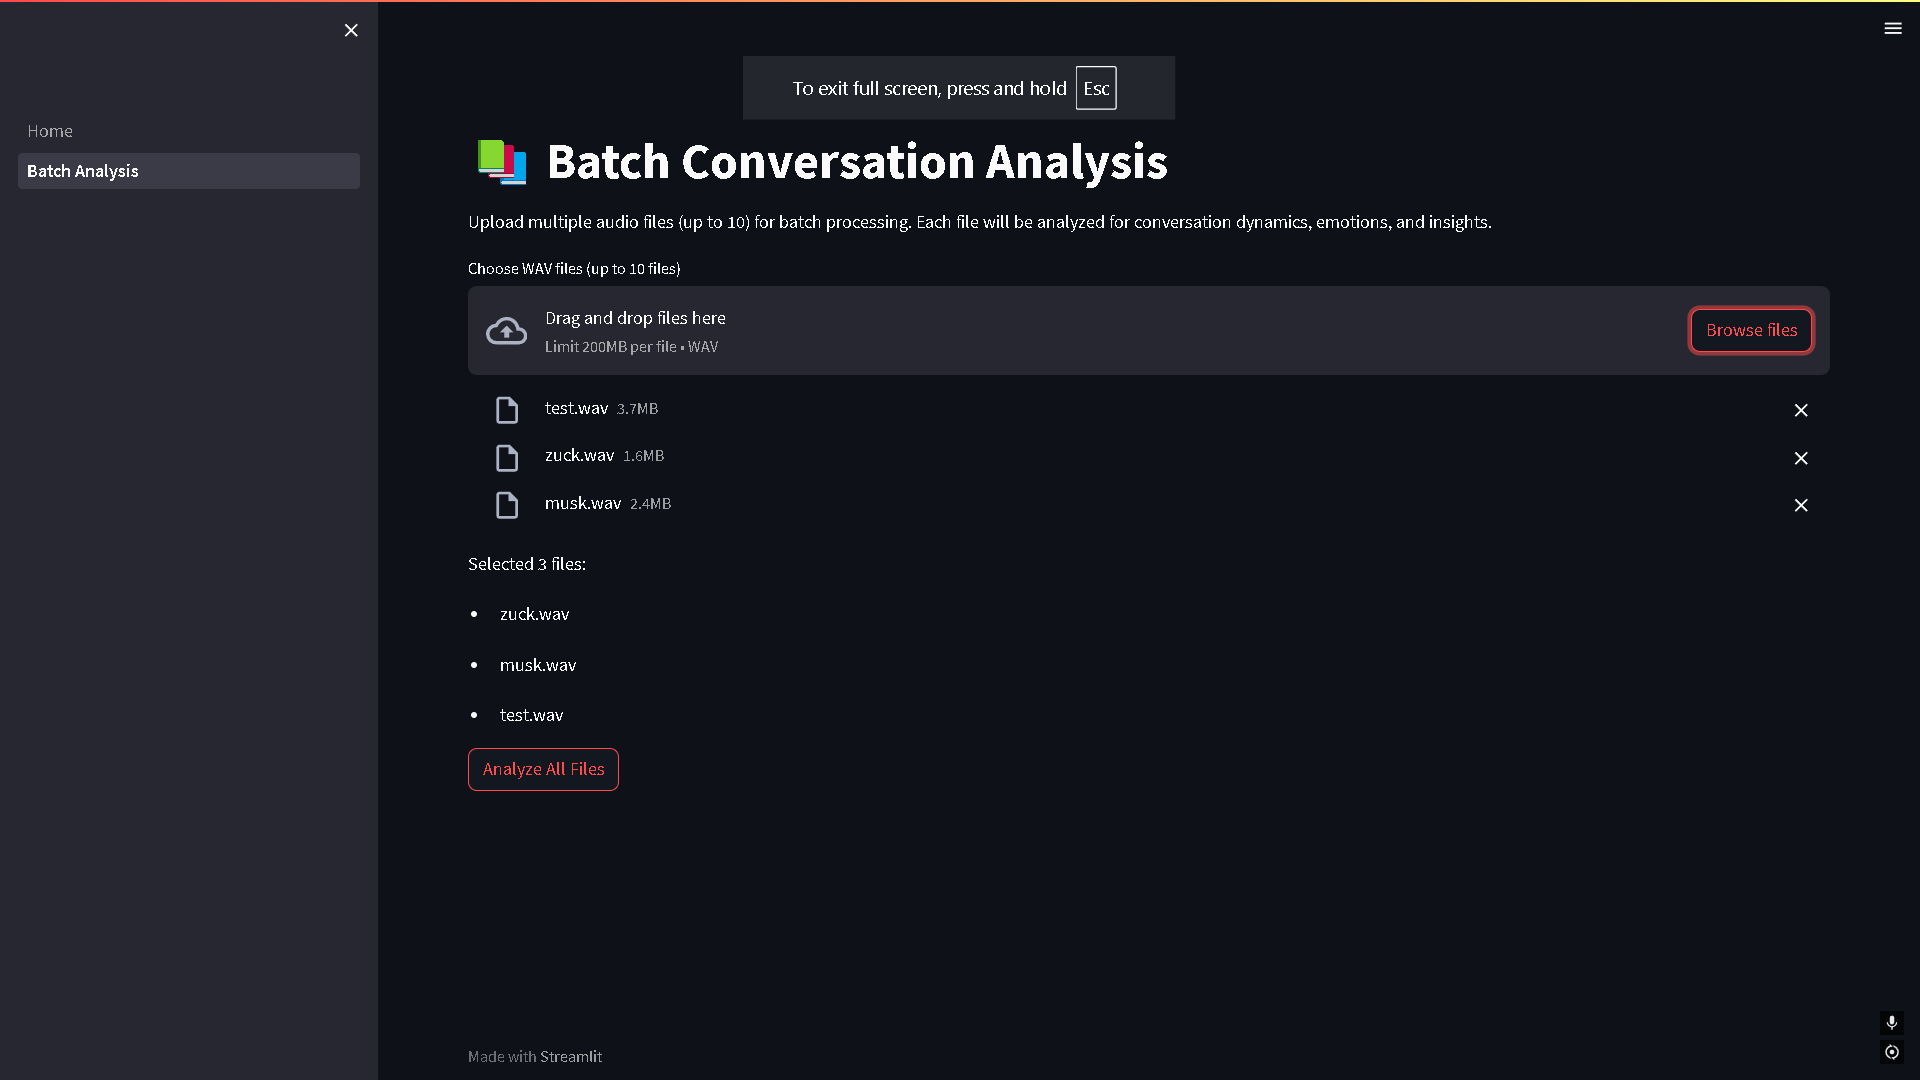 To exit full screen, press and hold Esc
Home
Batch Analysis
Batch Conversation Analysis
Upload multiple audio files (up to 10) for batch processing. Each file will be analyzed for conversation dynamics, emotions, and insights.
Choose WAV files (up to 10 files)
Drag and drop files here
Limit 200MB per file • WAV
Browse files
test.wav 3.7MB
zuck.wav 1.6MB
musk.wav 2.4MB
Selected 3 files:
• zuck.wav
• musk.wav
• test.wav
Analyze All Files
Made with Streamlit